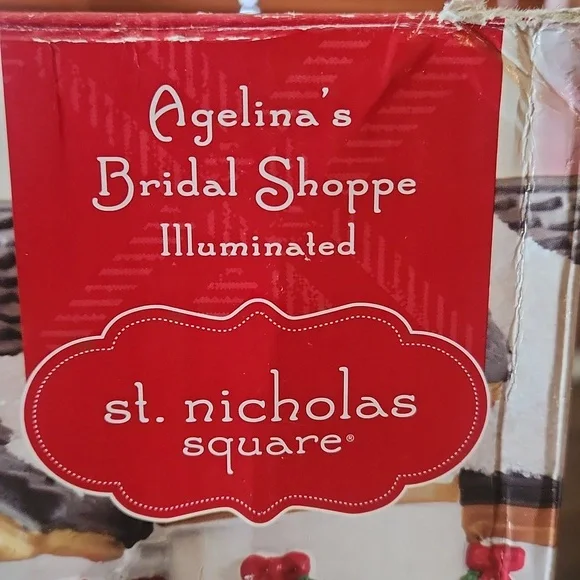 Agelina's
Bridal Shoppe
Illuminated
st. nicholas
square®